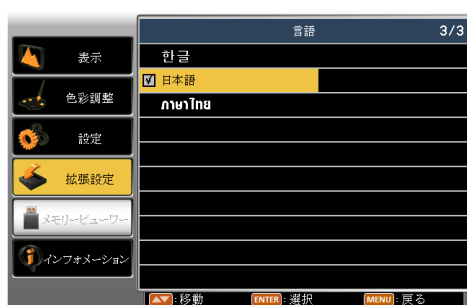 言語 3/3
表示
色彩調整
設定
拡張設定
メモリービューワー
インフォメーション
한글
日本語
ภาษาไทย
:移動 ENTER:選択 MENU:戻る